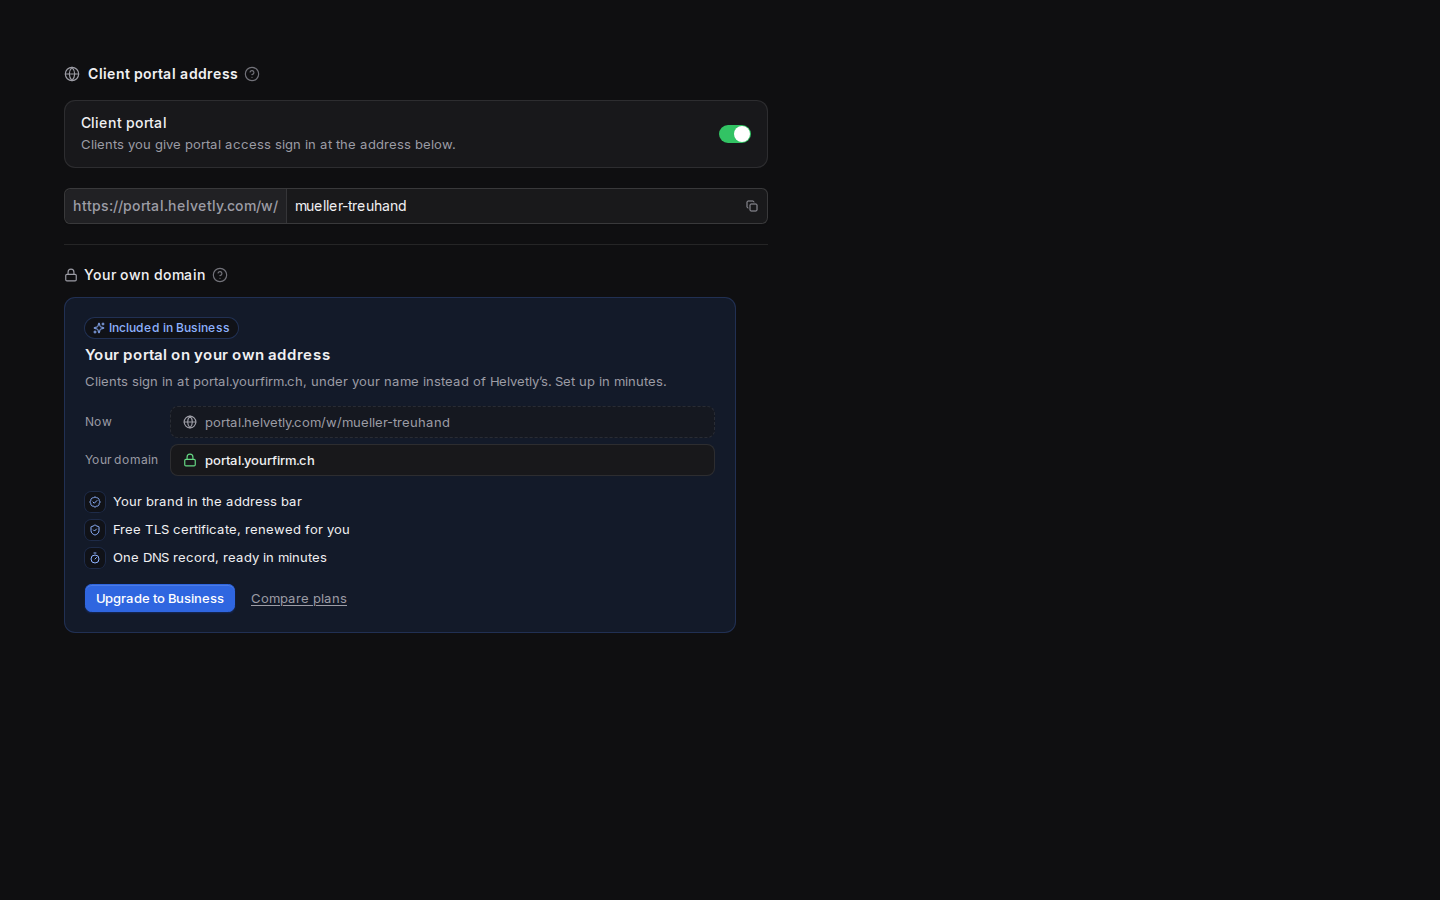 Client portal address
Client portal
Clients you give portal access sign in at the address below.
https://portal.helvetly.com/w/ mueller-treuhand
Your own domain
Included in Business
Your portal on your own address
Clients sign in at portal.yourfirm.ch, under your name instead of Helvetly’s. Set up in minutes.
Now portal.helvetly.com/w/mueller-treuhand
Your domain portal.yourfirm.ch
Your brand in the address bar
Free TLS certificate, renewed for you
One DNS record, ready in minutes
Upgrade to Business Compare plans